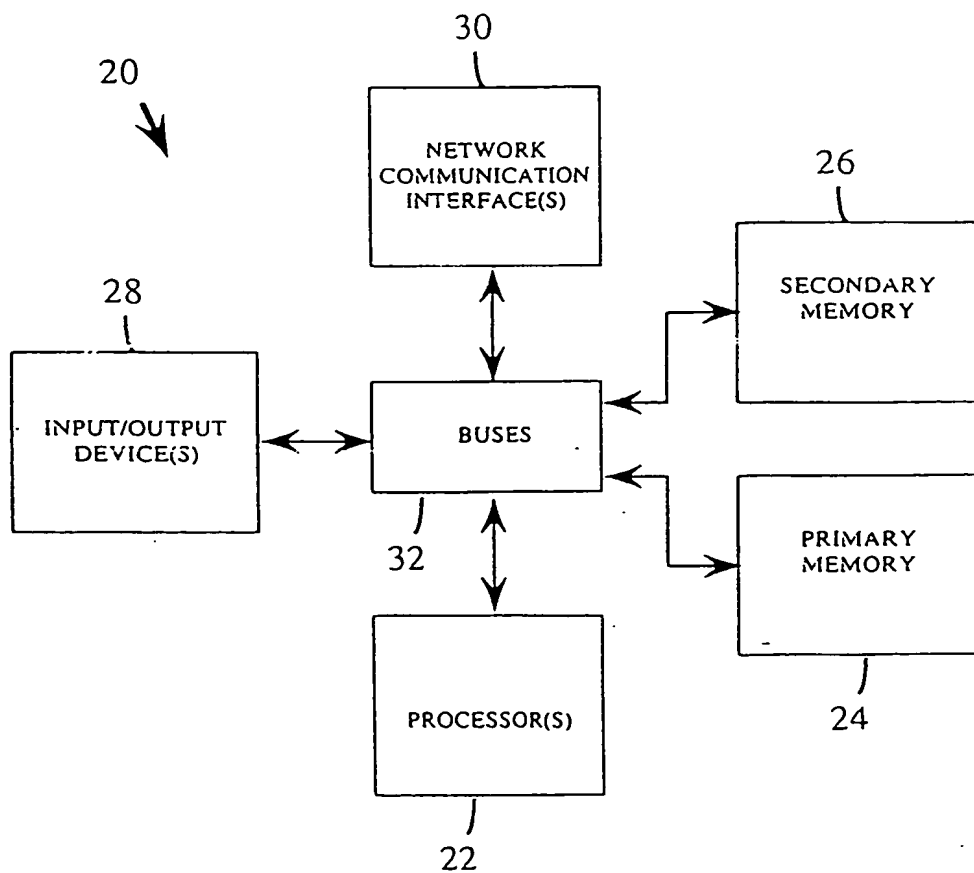 30
20
NETWORK
COMMUNICATION
INTERFACE(S)
26
SECONDARY
MEMORY
28
INPUT/OUTPUT
DEVICE(S)
BUSES
32
PRIMARY
MEMORY
24
PROCESSOR(S)
22